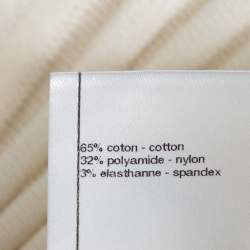 65% coton - cotton
32% polyamide - nylon
3% elasthanne - spandex